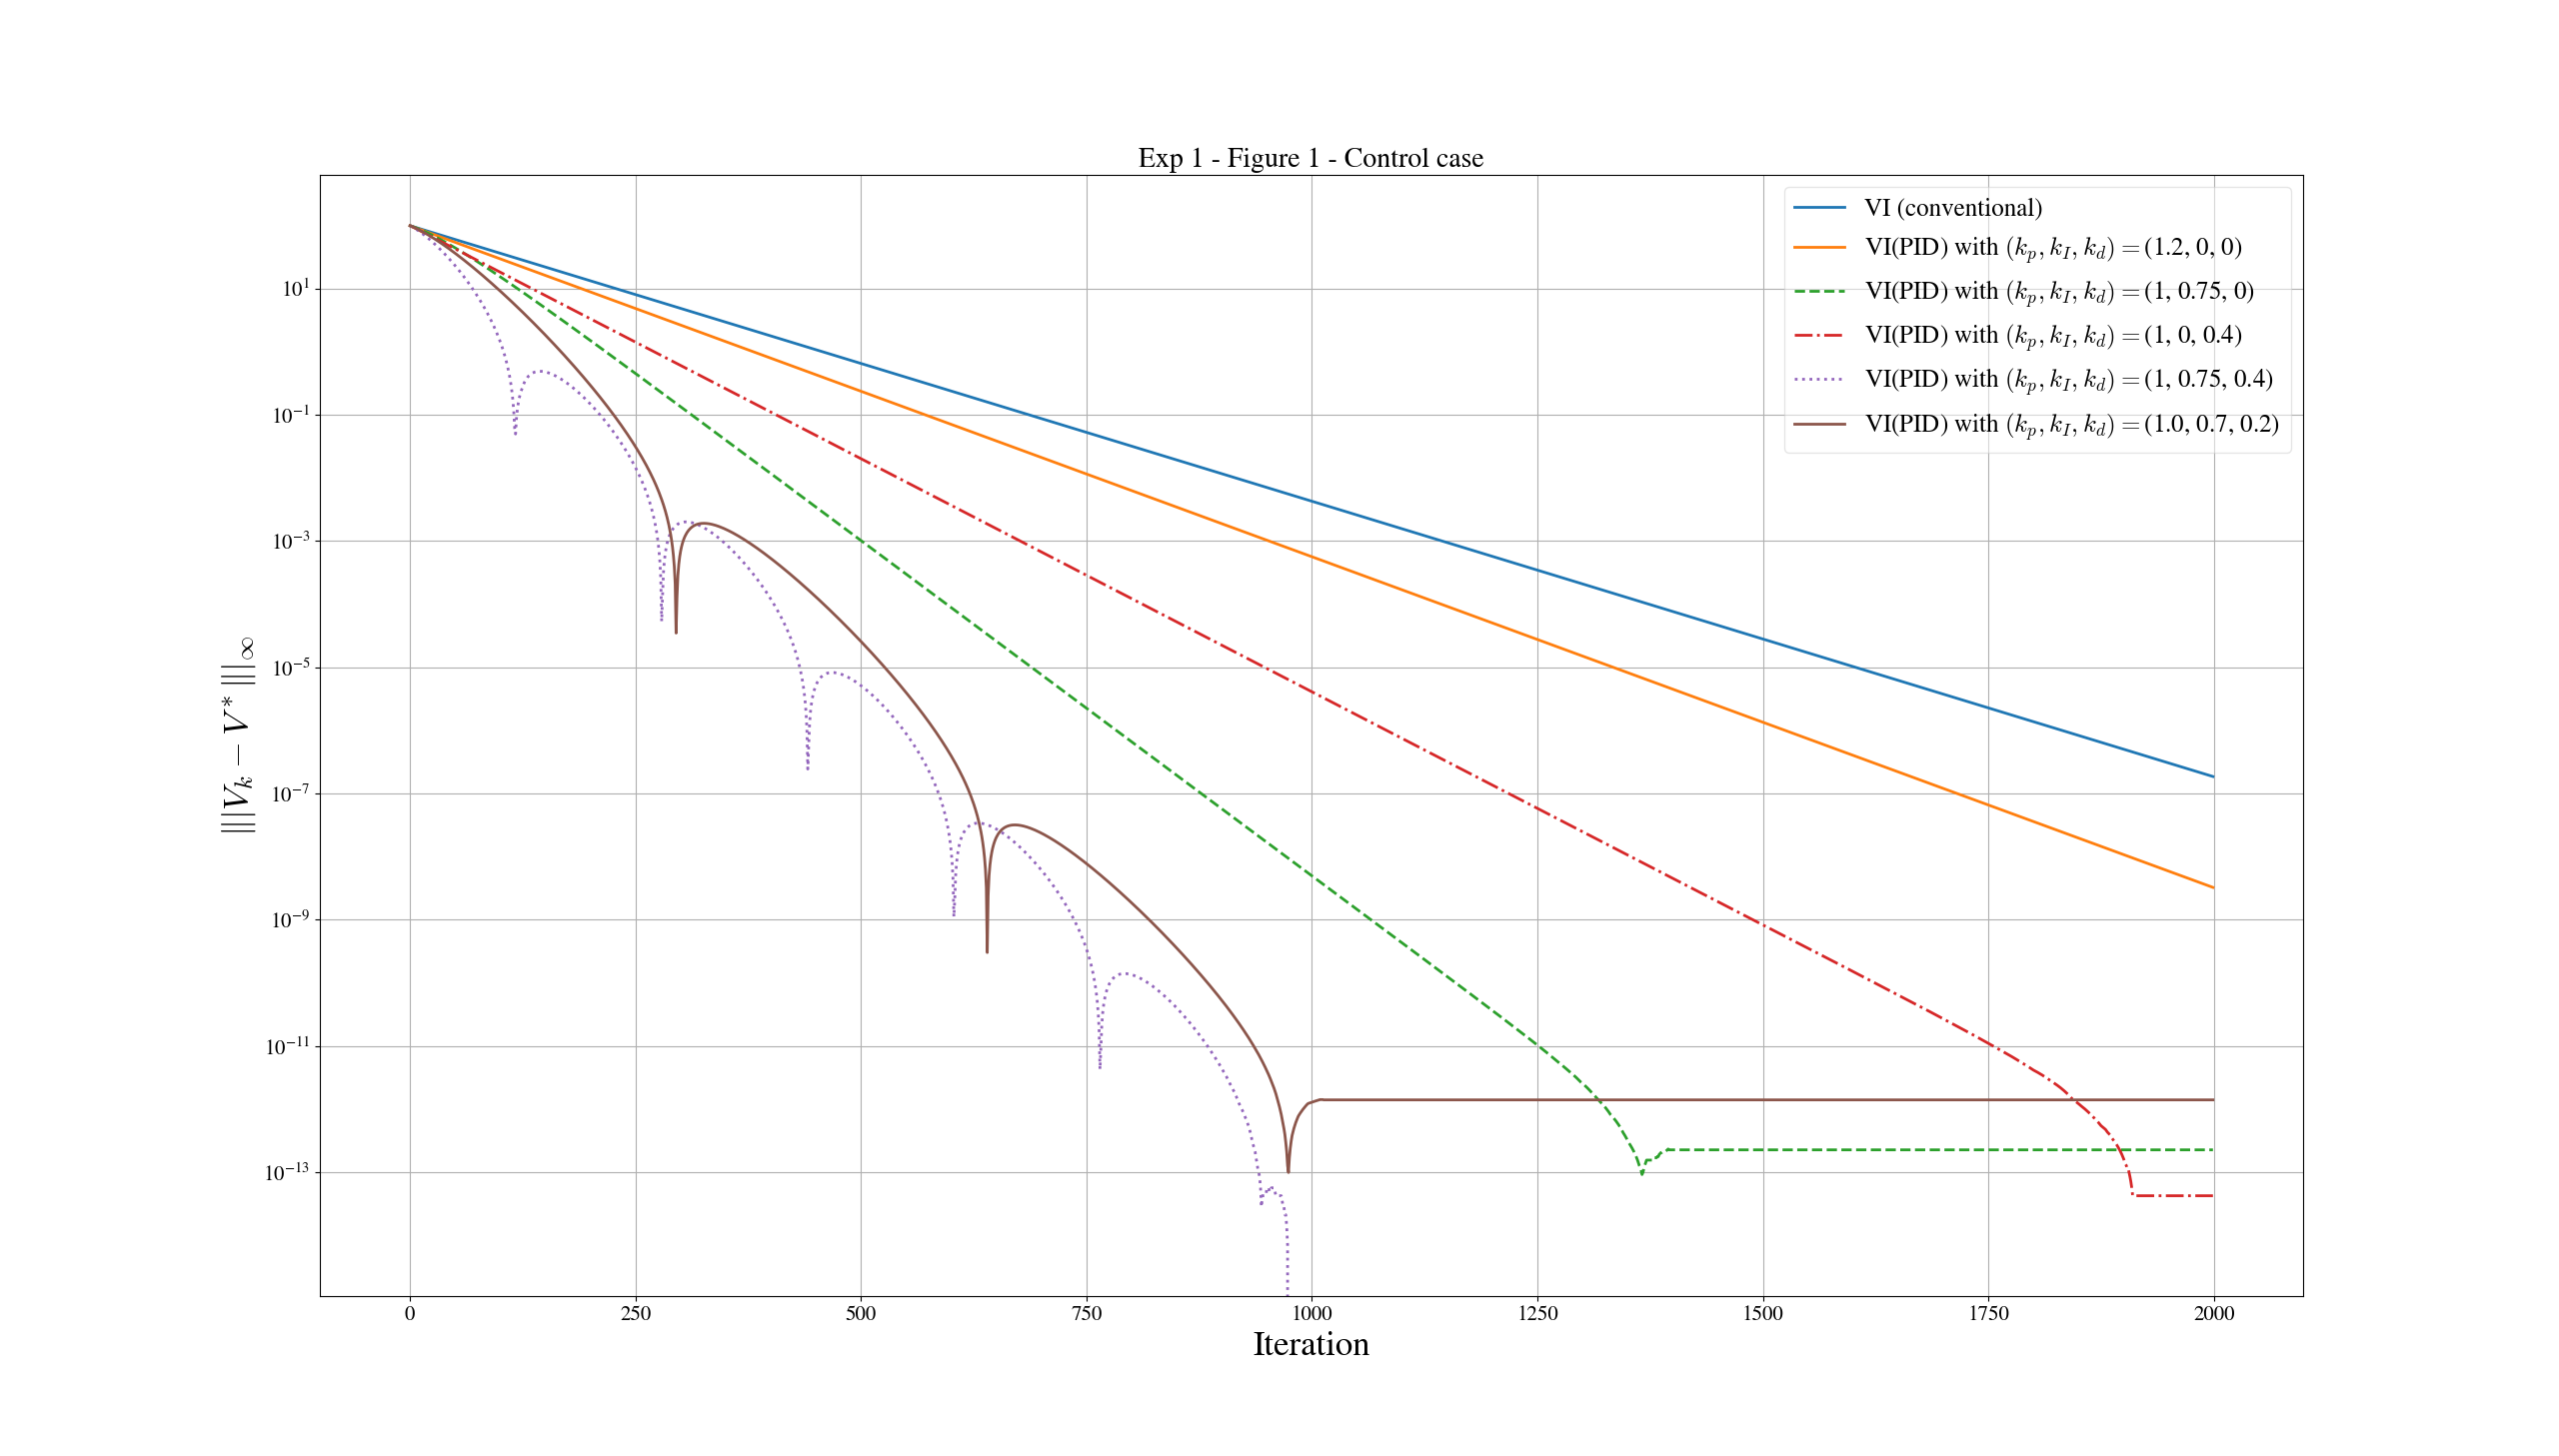 Exp 1 - Figure 1 - Control case
VI (conventional)
VI(PID) with (k_p, k_I, k_d) = (1.2, 0, 0)
VI(PID) with (k_p, k_I, k_d) = (1, 0.75, 0)
VI(PID) with (k_p, k_I, k_d) = (1, 0, 0.4)
VI(PID) with (k_p, k_I, k_d) = (1, 0.75, 0.4)
VI(PID) with (k_p, k_I, k_d) = (1.0, 0.7, 0.2)
||||V_k − V^* ||||_∞
10^1
10^−1
10^−3
10^−5
10^−7
10^−9
10^−11
10^−13
0 250 500 750 1000 1250 1500 1750 2000
Iteration